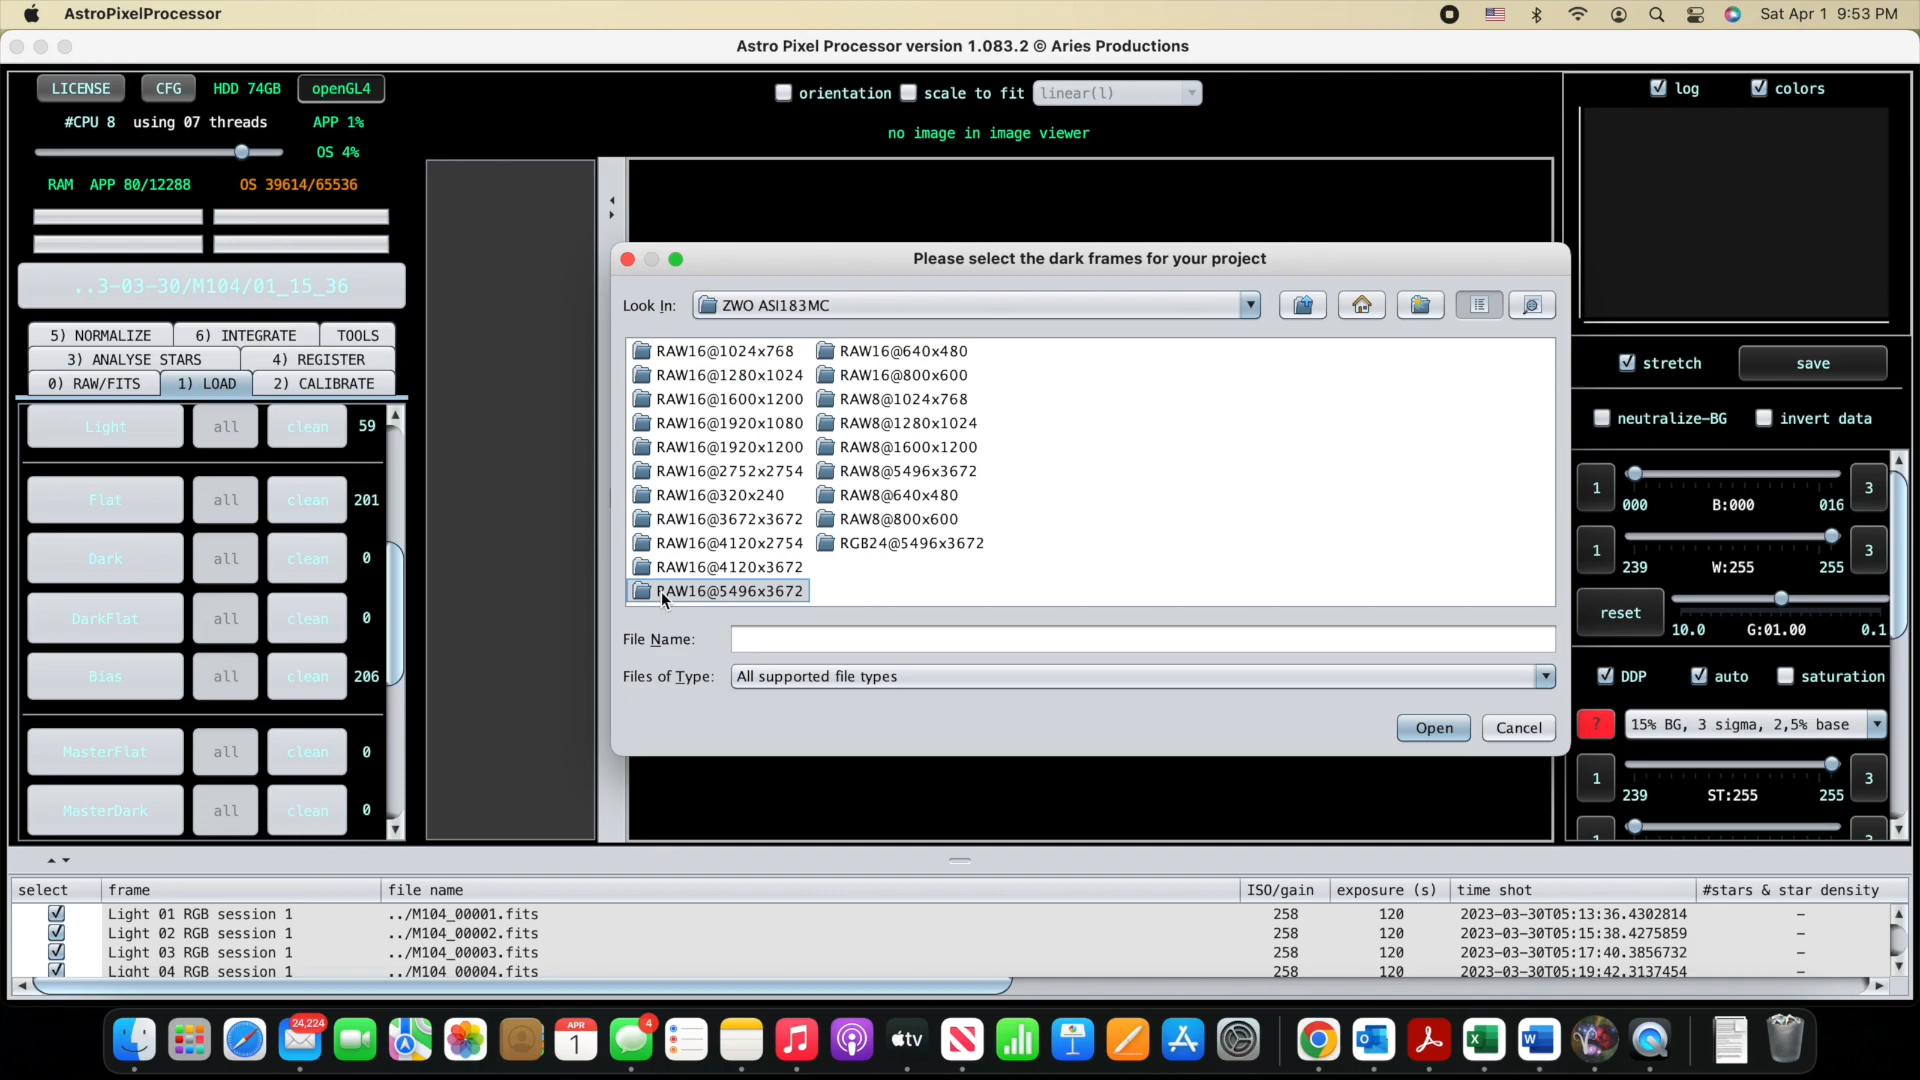 AstroPixelProcessor
Sat Apr 1 9:53 PM
Astro Pixel Processor version 1.083.2 © Aries Productions
LICENSE CFG HDD 74GB openGL4
#CPU 8 using 07 threads APP 1%
OS 4%
RAM APP 80/12288 OS 39614/65536
..3-03-30/M104/01_15_36
5) NORMALIZE 6) INTEGRATE TOOLS
3) ANALYSE STARS 4) REGISTER
0) RAW/FITS 1) LOAD 2) CALIBRATE
Light all clean 59
Flat all clean 201
Dark all clean 0
DarkFlat all clean 0
Bias all clean 206
MasterFlat all clean 0
MasterDark all clean 0
orientation scale to fit linear(l)
no image in image viewer
Please select the dark frames for your project
Look In: ZWO ASI183MC
RAW16@1024x768
RAW16@1280x1024
RAW16@1600x1200
RAW16@1920x1080
RAW16@1920x1200
RAW16@2752x2754
RAW16@320x240
RAW16@3672x3672
RAW16@4120x2754
RAW16@4120x3672
RAW16@5496x3672
RAW16@640x480
RAW16@800x600
RAW8@1024x768
RAW8@1280x1024
RAW8@1600x1200
RAW8@5496x3672
RAW8@640x480
RAW8@800x600
RGB24@5496x3672
File Name:
Files of Type: All supported file types
Open Cancel
log colors
stretch save
neutralize-BG invert data
1 3
000 B:000 016
1 3
239 W:255 255
reset
10.0 G:01.00 0.1
DDP auto saturation
? 15% BG, 3 sigma, 2,5% base
1 3
239 ST:255 255
select frame file name ISO/gain exposure (s) time shot #stars & star density
Light 01 RGB session 1 ../M104_00001.fits 258 120 2023-03-30T05:13:36.4302814 –
Light 02 RGB session 1 ../M104_00002.fits 258 120 2023-03-30T05:15:38.4275859 –
Light 03 RGB session 1 ../M104_00003.fits 258 120 2023-03-30T05:17:40.3856732 –
Light 04 RGB session 1 ../M104_00004.fits 258 120 2023-03-30T05:19:42.3137454 –
24,224
APR
1
4
tv